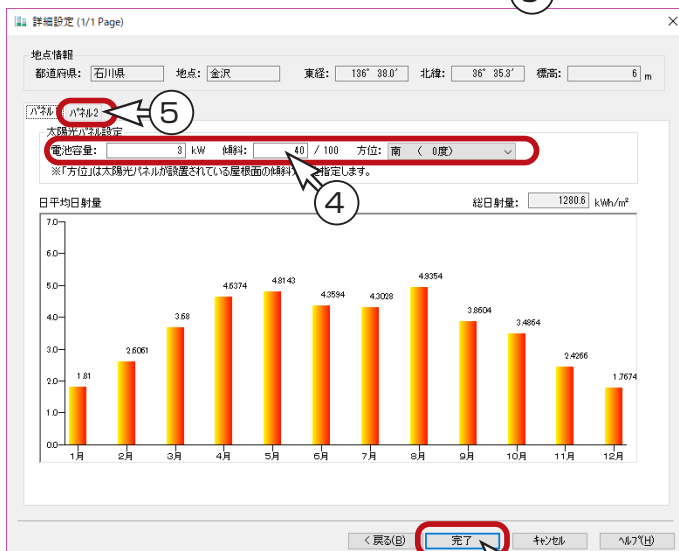 詳細設定 (1/1 Page)
地点情報
都道府県: 石川県 地点: 金沢 東経: 136° 38.0′ 北緯: 36° 35.3′ 標高: 6 m
パネル1 パネル2 ⑤
太陽光パネル設定
電池容量: 3 kW 傾斜: 40 / 100 方位: 南 ( 0度)
※「方位」は太陽光パネルが設置されている屋根面の傾斜 を指定します。
④
日平均日射量 総日射量: 1280.6 kWh/m²
7.0
6.0
5.0
4.0
3.0
2.0
1.0
0.0
1.81 2.6061 3.68 4.6374 4.8143 4.3594 4.3028 4.9354 3.8604 3.4864 2.4266 1.7674
1月 2月 3月 4月 5月 6月 7月 8月 9月 10月 11月 12月
< 戻る(B) 完了 キャンセル ヘルプ(H)